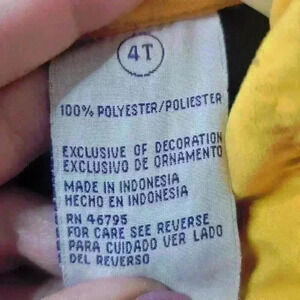 4T
100% POLYESTER/POLIESTER
EXCLUSIVE OF DECORATION
EXCLUSIVO DE ORNAMENTO
MADE IN INDONESIA
HECHO EN INDONESIA
RN 46795
FOR CARE SEE REVERSE
PARA CUIDADO VER LADO
DEL REVERSO